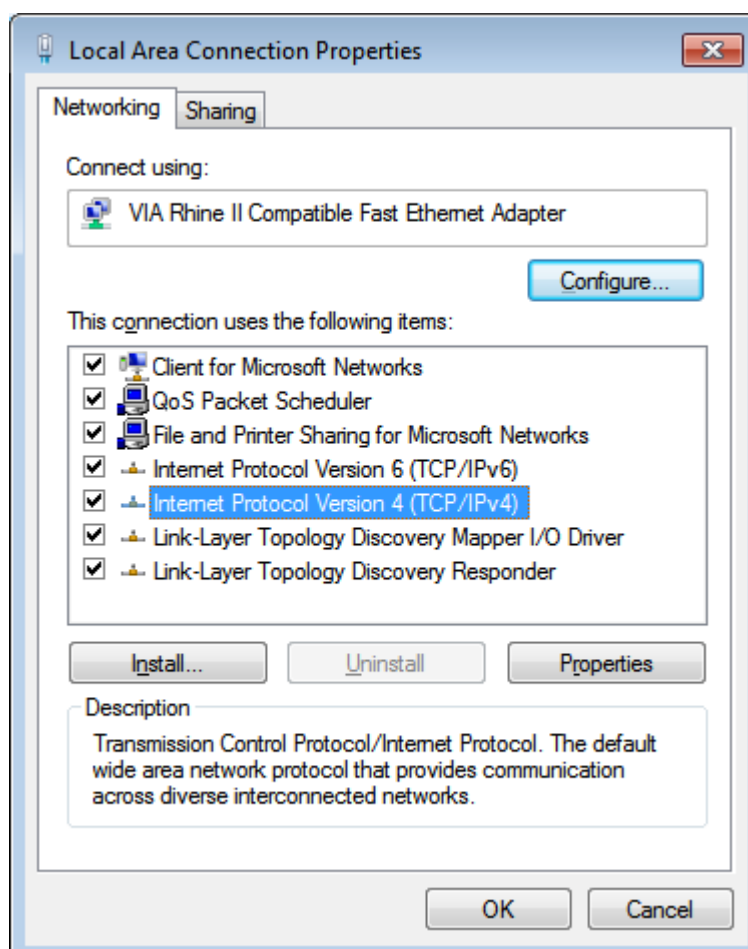 Local Area Connection Properties
Networking
Sharing
Connect using:
VIA Rhine II Compatible Fast Ethernet Adapter
Configure...
This connection uses the following items:
Client for Microsoft Networks
QoS Packet Scheduler
File and Printer Sharing for Microsoft Networks
Internet Protocol Version 6 (TCP/IPv6)
Internet Protocol Version 4 (TCP/IPv4)
Link-Layer Topology Discovery Mapper I/O Driver
Link-Layer Topology Discovery Responder
Install...
Uninstall
Properties
Description
Transmission Control Protocol/Internet Protocol. The default
wide area network protocol that provides communication
across diverse interconnected networks.
OK
Cancel